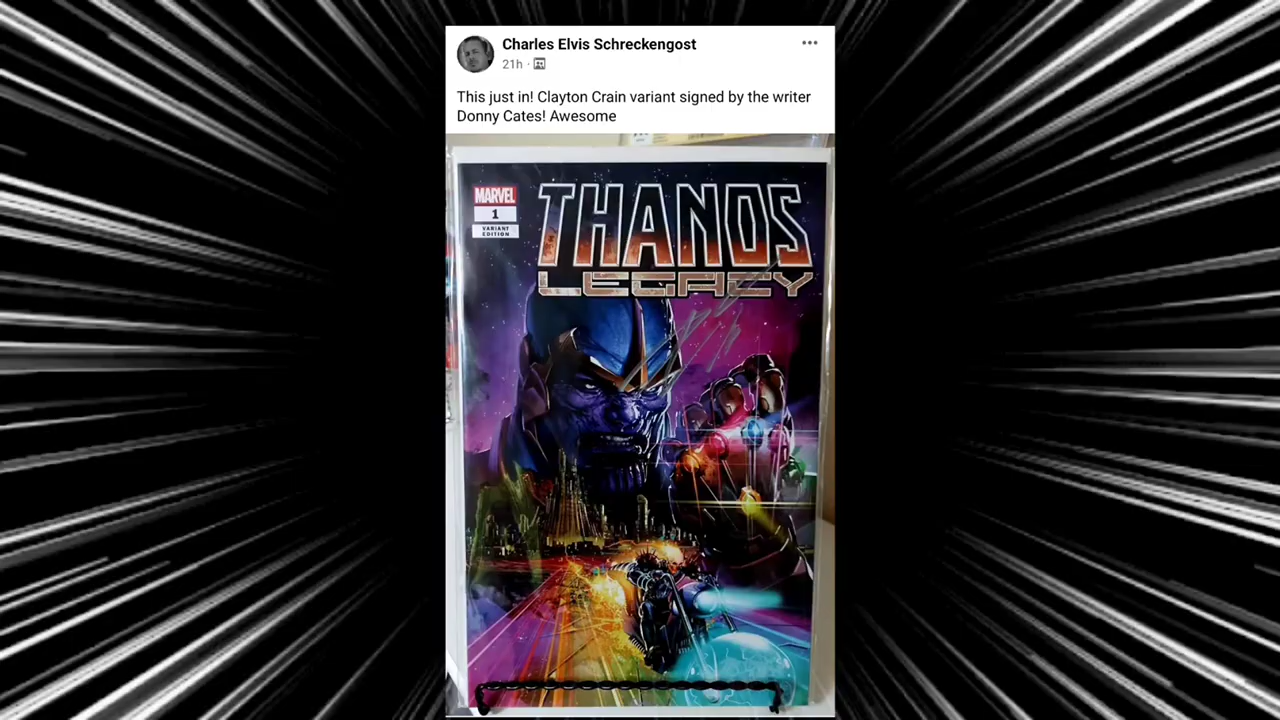 Charles Elvis Schreckengost
21h ·
This just in! Clayton Crain variant signed by the writer
Donny Cates! Awesome
MARVEL
1
VARIANT
EDITION
THANOS
LEGACY